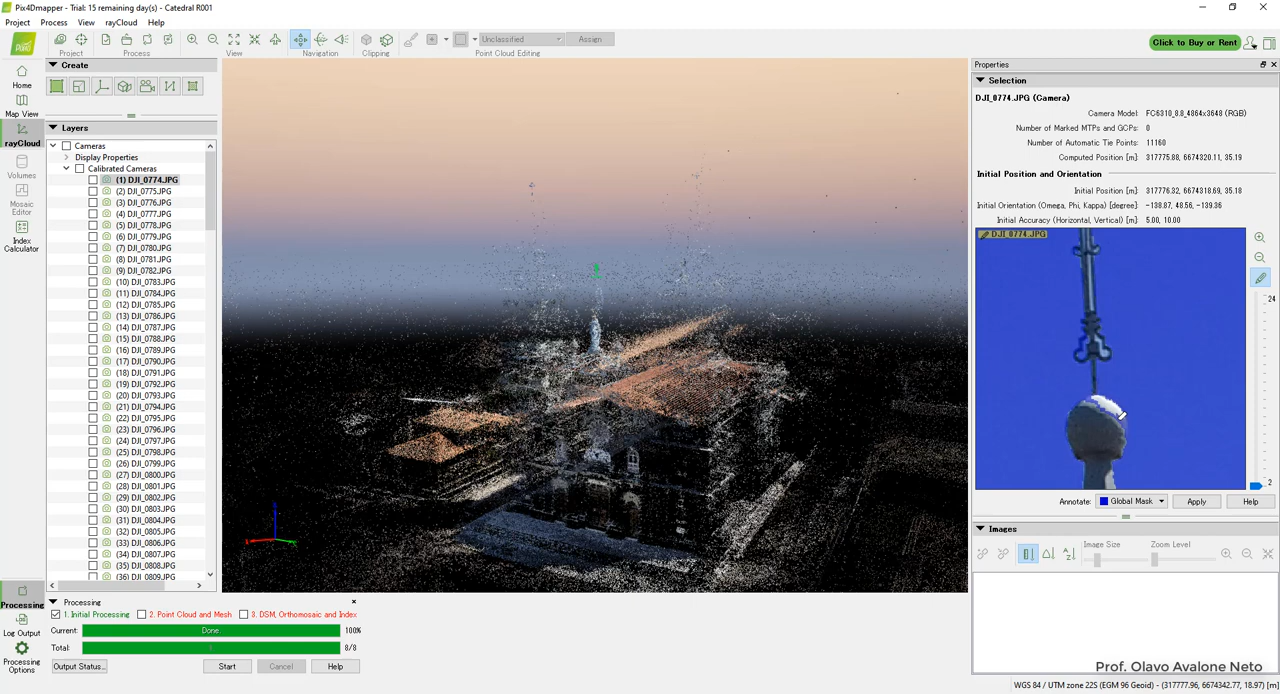 Pix4Dmapper - Trial: 15 remaining day(s) - Catedral R001
Project Process View rayCloud Help
Project Process View Navigation Clipping Point Cloud Editing
Unclassified Assign
Click to Buy or Rent
Home
Map View
rayCloud
Volumes
Mosaic Editor
Index Calculator
Processing
Log Output
Processing Options
Create
Layers
Cameras
Display Properties
Calibrated Cameras
(1) DJI_0774.JPG
(2) DJI_0775.JPG
(3) DJI_0776.JPG
(4) DJI_0777.JPG
(5) DJI_0778.JPG
(6) DJI_0779.JPG
(7) DJI_0780.JPG
(8) DJI_0781.JPG
(9) DJI_0782.JPG
(10) DJI_0783.JPG
(11) DJI_0784.JPG
(12) DJI_0785.JPG
(13) DJI_0786.JPG
(14) DJI_0787.JPG
(15) DJI_0788.JPG
(16) DJI_0789.JPG
(17) DJI_0790.JPG
(18) DJI_0791.JPG
(19) DJI_0792.JPG
(20) DJI_0793.JPG
(21) DJI_0794.JPG
(22) DJI_0795.JPG
(23) DJI_0796.JPG
(24) DJI_0797.JPG
(25) DJI_0798.JPG
(26) DJI_0799.JPG
(27) DJI_0800.JPG
(28) DJI_0801.JPG
(29) DJI_0802.JPG
(30) DJI_0803.JPG
(31) DJI_0804.JPG
(32) DJI_0805.JPG
(33) DJI_0806.JPG
(34) DJI_0807.JPG
(35) DJI_0808.JPG
(36) DJI_0809.JPG
Processing
1. Initial Processing 2. Point Cloud and Mesh 3. DSM, Orthomosaic and Index
Current: Done. 100%
Total: 8/8
Output Status... Start Cancel Help
Properties
Selection
DJI_0774.JPG (Camera)
Camera Model: FC6310_8.8_4864x3648 (RGB)
Number of Marked MTPs and GCPs: 0
Number of Automatic Tie Points: 11160
Computed Position [m]: 317775.88, 6674320.11, 35.19
Initial Position and Orientation
Initial Position [m]: 317776.32, 6674318.69, 35.18
Initial Orientation (Omega, Phi, Kappa) [degree]: -138.87, 48.56, -139.36
Initial Accuracy (Horizontal, Vertical) [m]: 5.00, 10.00
DJI_0774.JPG
24
2
Annotate: Global Mask Apply Help
Images
Image Size Zoom Level
Prof. Olavo Avalone Neto
WGS 84 / UTM zone 22S (EGM 96 Geoid) - (317777.96, 6674342.77, 18.97) [m]